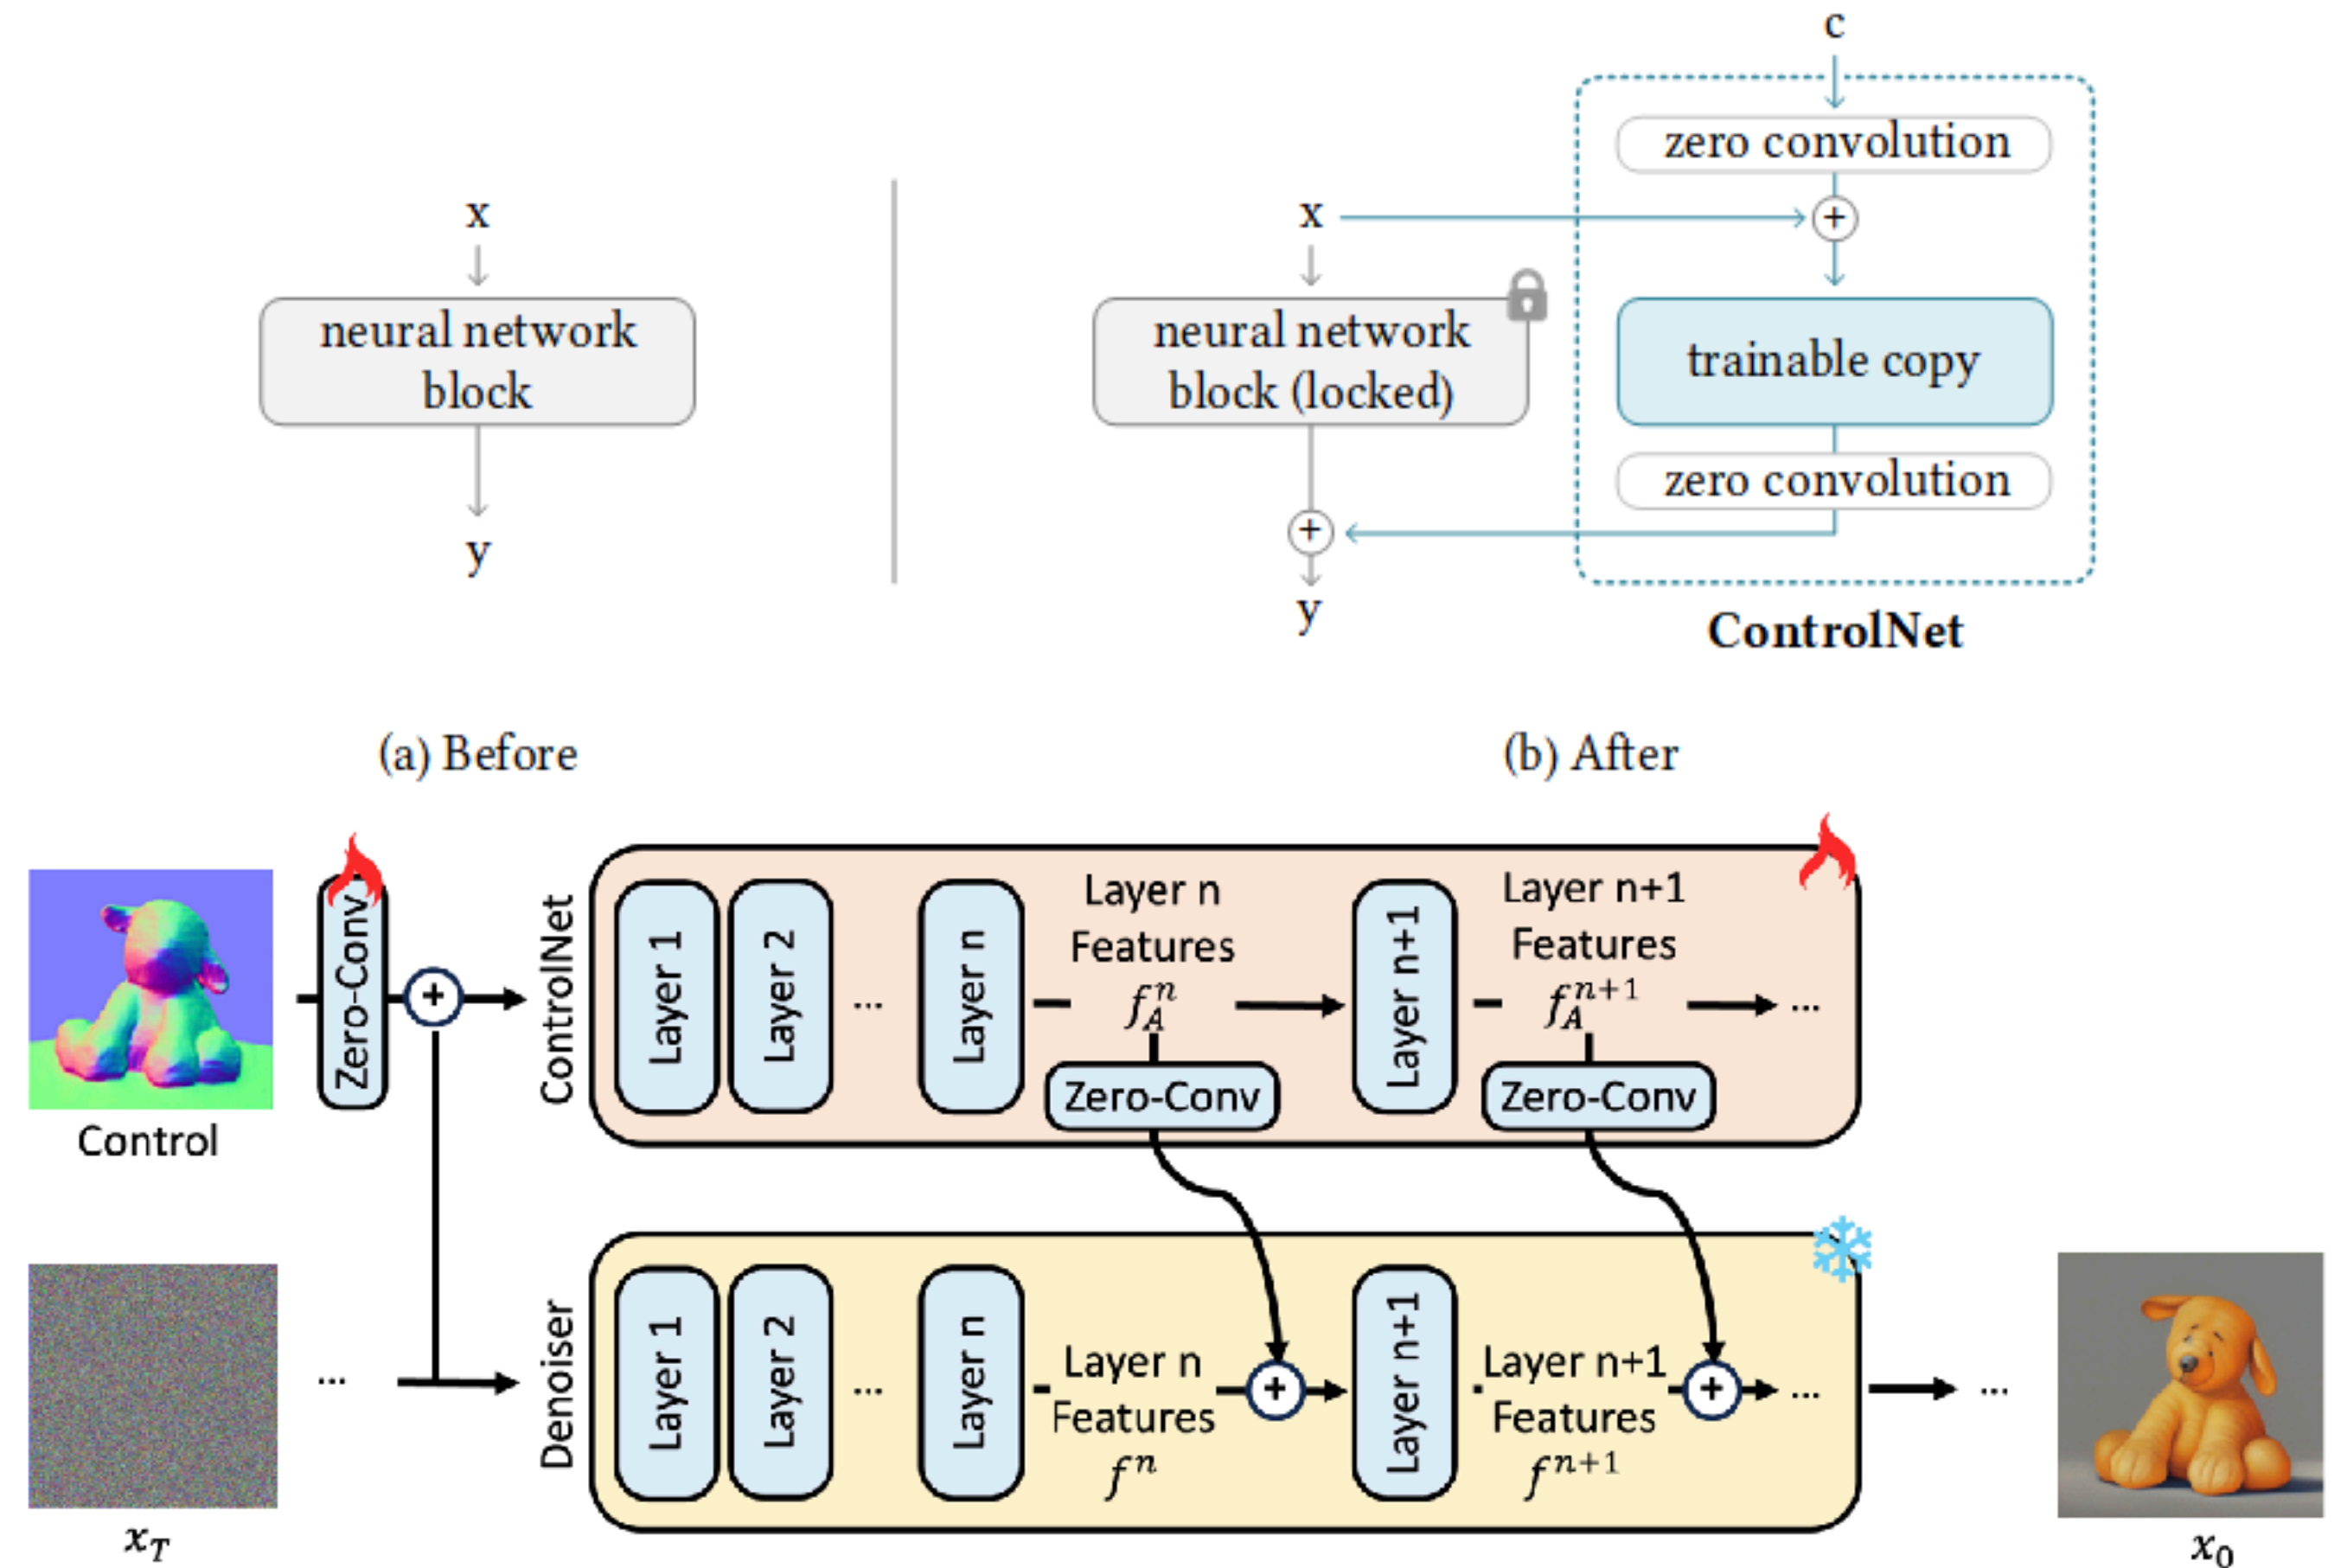 c
zero convolution
x
x
+
neural network
block
neural network
block (locked)
trainable copy
zero convolution
+
y
y
ControlNet
(a) Before
(b) After
Control
Zero-Conv
+
ControlNet
Layer 1
Layer 2
...
Layer n
Layer n
Features
f_A^n
Zero-Conv
Layer n+1
Layer n+1
Features
f_A^{n+1}
Zero-Conv
...
x_T
...
Denoiser
Layer 1
Layer 2
...
Layer n
Layer n
Features
f^n
+
Layer n+1
Layer n+1
Features
f^{n+1}
+
...
...
x_0